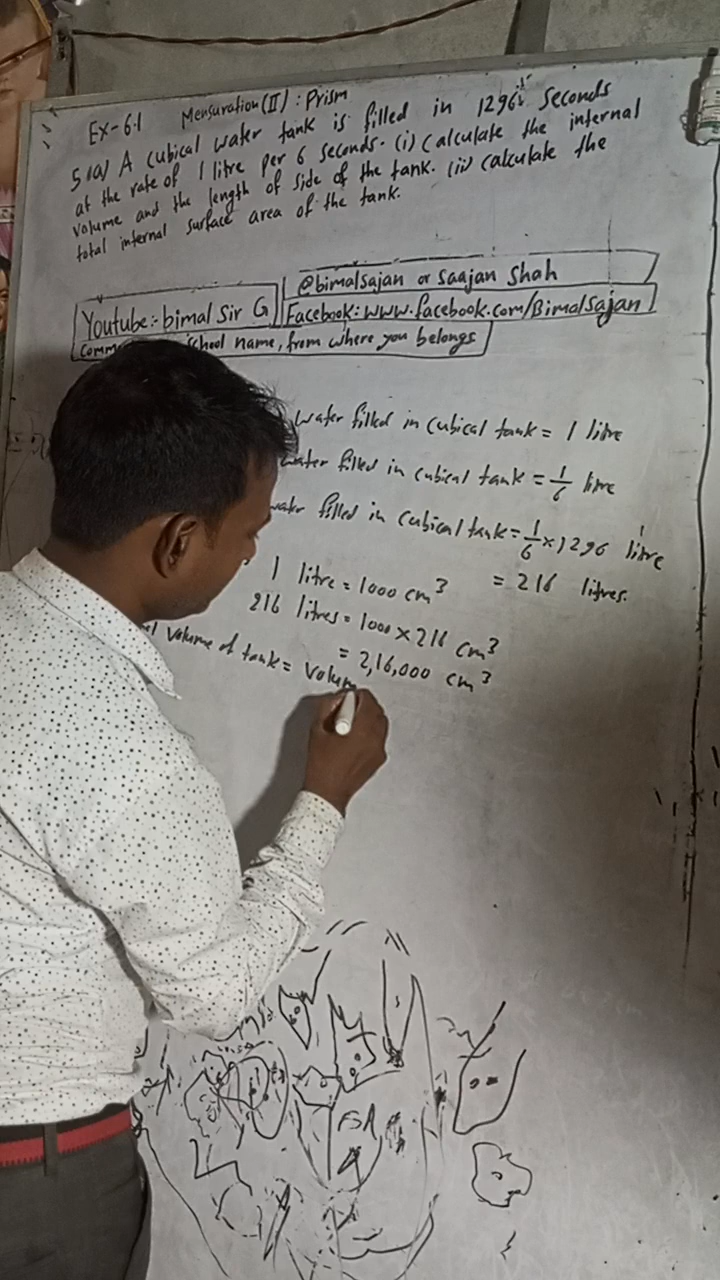 Ex-6.1 Mensuration (II) : Prism
5.(a) A cubical water tank is filled in 1296 seconds
at the rate of 1 litre per 6 seconds. (i) calculate the internal
volume and the length of side of the tank. (ii) calculate the
total internal surface area of the tank.
@bimalsajan or Saajan Shah
Youtube:- bimal Sir G
Facebook: www.facebook.com/BimalSajan
school name, from where you belongs
water filled in cubical tank = 1 litre
water filled in cubical tank = 1/6 litre
water filled in cubical tank = 1/6 × 1296 litre
= 216 litres.
1 litre = 1000 cm³
216 litres = 1000 × 216 cm³
= 2,16,000 cm³
volume of tank = Volum